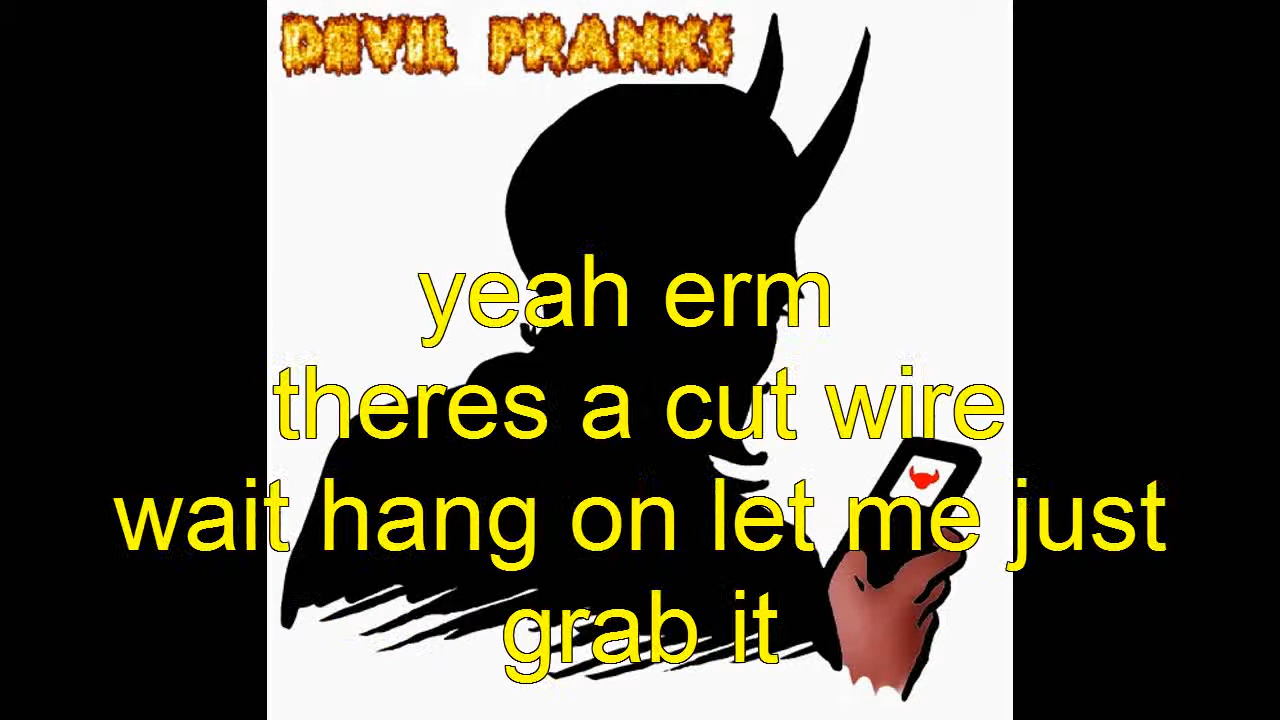 DEVIL PRANKS
yeah erm
theres a cut wire
wait hang on let me just
grab it